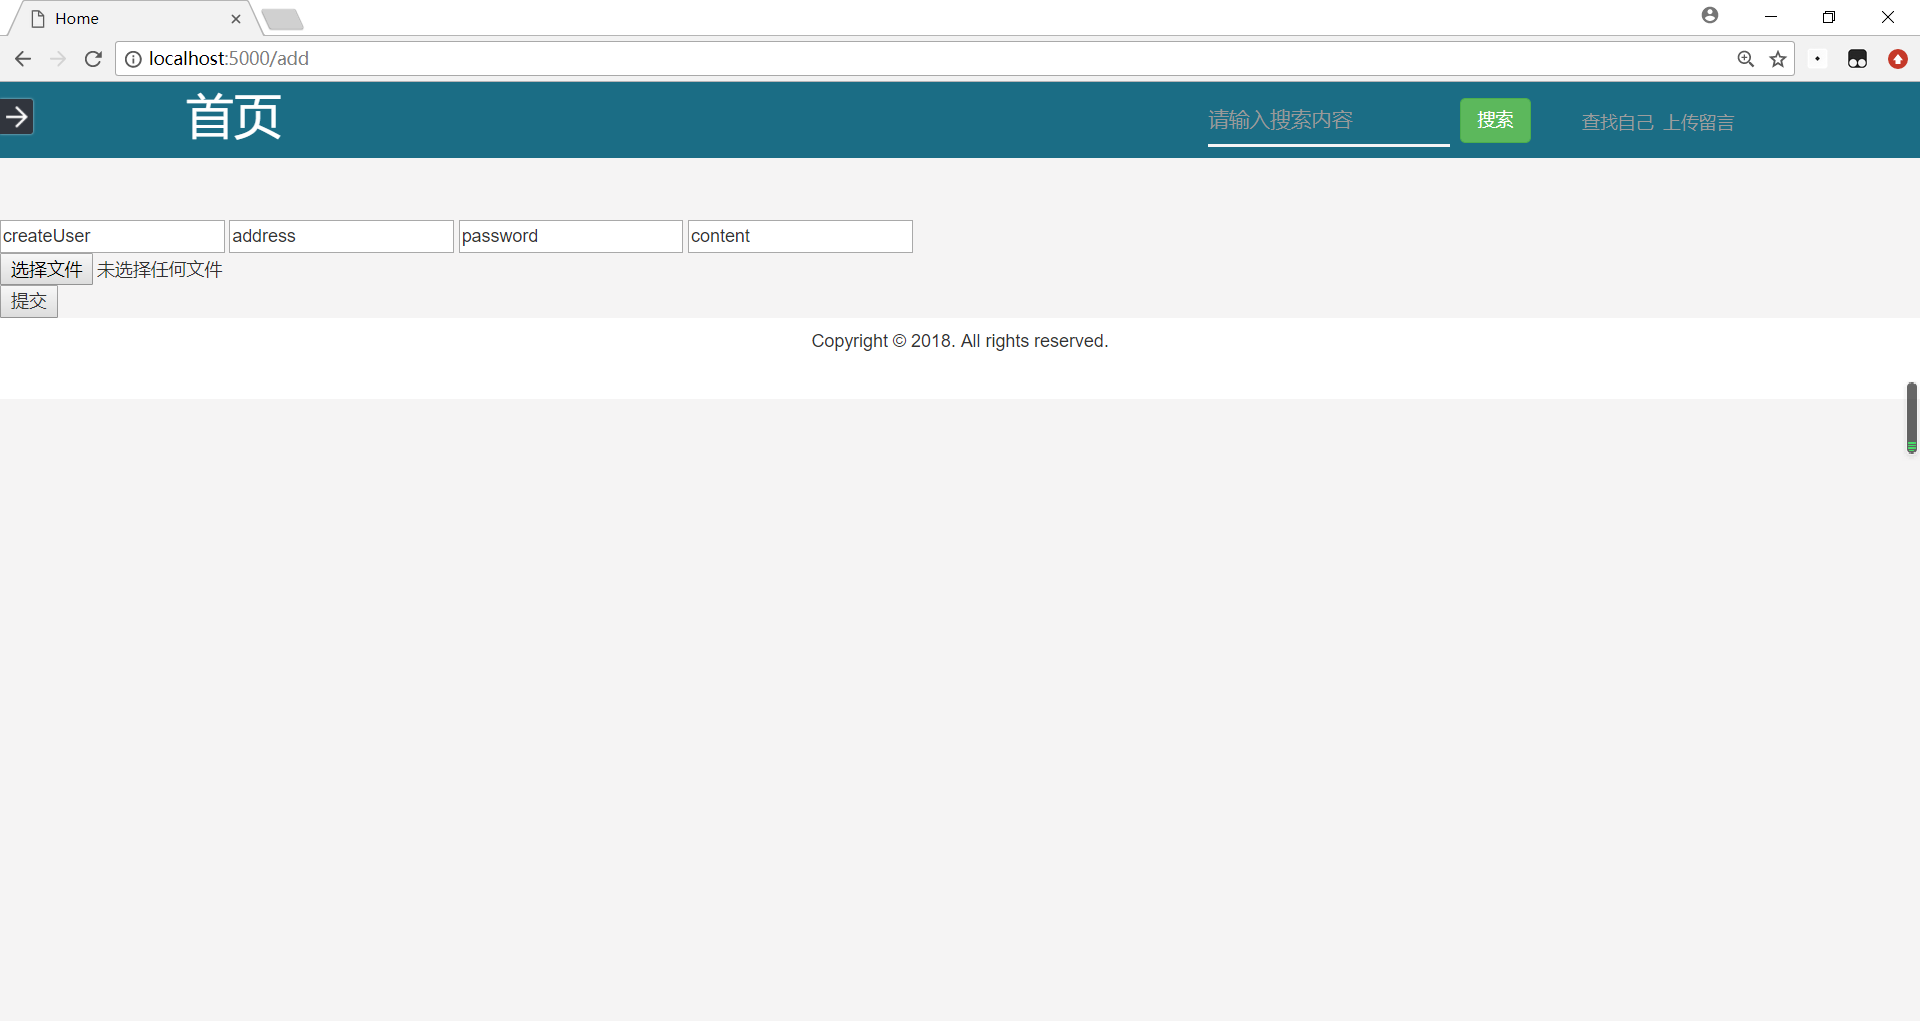 Home
localhost:5000/add
首页
请输入搜索内容 搜索 查找自己 上传留言
createUser address password content
选择文件 未选择任何文件
提交
Copyright © 2018. All rights reserved.